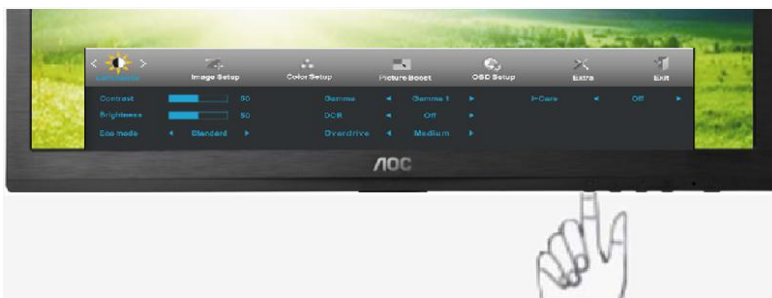 Luminance Image Setup Color Setup Picture Boost OSD Setup Extra Exit
Contrast 50 Gamma Gamma 1 i-Care Off
Brightness 50 DCR Off
Eco mode Standard Overdrive Medium
AOC